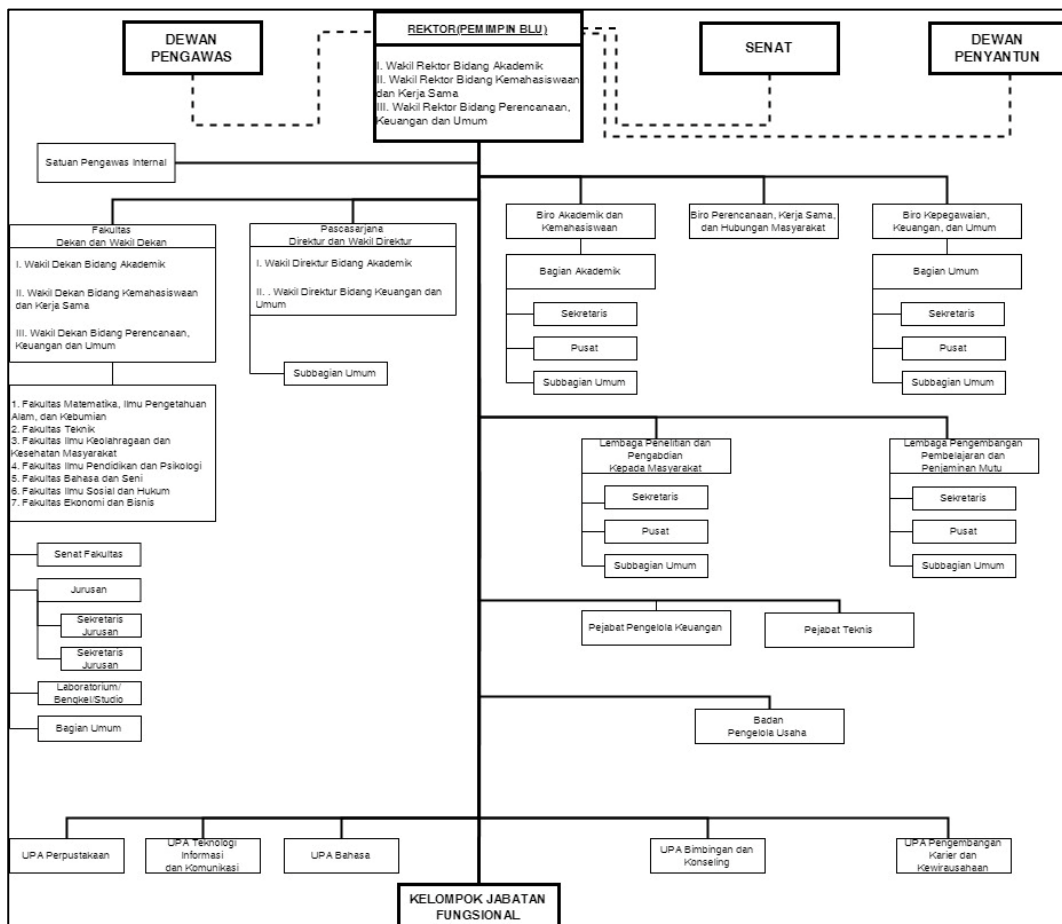 DEWAN
PENGAWAS
REKTOR(PEMIMPIN BLU)
I. Wakil Rektor Bidang Akademik
II. Wakil Rektor Bidang Kemahasiswaan
dan Kerja Sama
III. Wakil Rektor Bidang Perencanaan,
Keuangan dan Umum
SENAT
DEWAN
PENYANTUN
Satuan Pengawas Internal
Fakultas
Dekan dan Wakil Dekan
I. Wakil Dekan Bidang Akademik
II. Wakil Dekan Bidang Kemahasiswaan
dan Kerja Sama
III. Wakil Dekan Bidang Perencanaan,
Keuangan dan Umum
Pascasarjana
Direktur dan Wakil Direktur
I. Wakil Direktur Bidang Akademik
II. . Wakil Direktur Bidang Keuangan dan
Umum
Subbagian Umum
Biro Akademik dan
Kemahasiswaan
Bagian Akademik
Sekretaris
Pusat
Subbagian Umum
Biro Perencanaan, Kerja Sama,
dan Hubungan Masyarakat
Biro Kepegawaian,
Keuangan, dan Umum
Bagian Umum
Sekretaris
Pusat
Subbagian Umum
1. Fakultas Matematika, Ilmu Pengetahuan
Alam, dan Kebumian
2. Fakultas Teknik
3. Fakultas Ilmu Keolahragaan dan
Kesehatan Masyarakat
4. Fakultas Ilmu Pendidikan dan Psikologi
5. Fakultas Bahasa dan Seni
6. Fakultas Ilmu Sosial dan Hukum
7. Fakultas Ekonomi dan Bisnis
Senat Fakultas
Jurusan
Sekretaris
Jurusan
Sekretaris
Jurusan
Laboratorium/
Bengkel/Studio
Bagian Umum
Lembaga Penelitian dan
Pengabdian
Kepada Masyarakat
Sekretaris
Pusat
Subbagian Umum
Lembaga Pengembangan
Pembelajaran dan
Penjaminan Mutu
Sekretaris
Pusat
Subbagian Umum
Pejabat Pengelola Keuangan
Pejabat Teknis
Badan
Pengelola Usaha
UPA Perpustakaan
UPA Teknologi
Informasi
dan Komunikasi
UPA Bahasa
UPA Bimbingan dan
Konseling
UPA Pengembangan
Karier dan
Kewirausahaan
KELOMPOK JABATAN
FUNGSIONAL